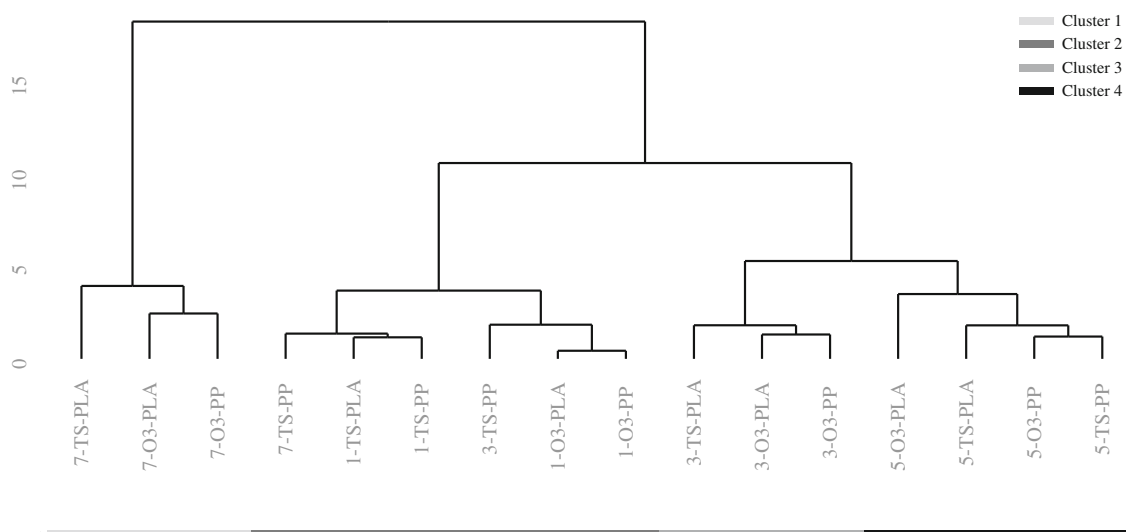 Cluster 1
Cluster 2
Cluster 3
Cluster 4
15
10
5
0
7-TS-PLA
7-O3-PLA
7-O3-PP
7-TS-PP
1-TS-PLA
1-TS-PP
3-TS-PP
1-O3-PLA
1-O3-PP
3-TS-PLA
3-O3-PLA
3-O3-PP
5-O3-PLA
5-TS-PLA
5-O3-PP
5-TS-PP